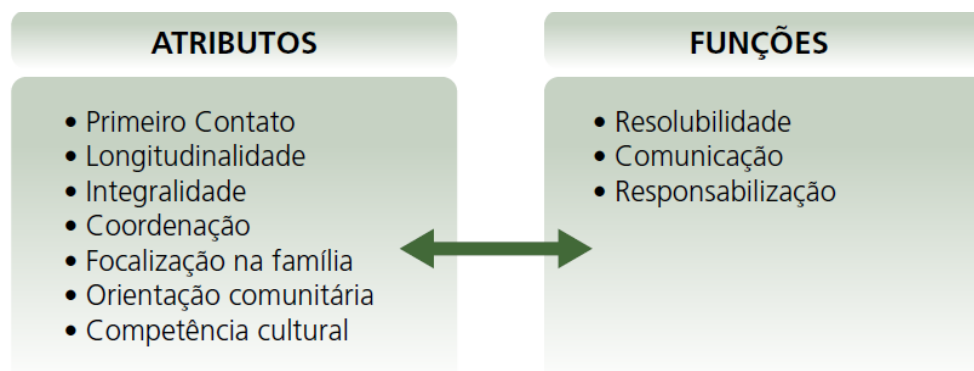 ATRIBUTOS
• Primeiro Contato
• Longitudinalidade
• Integralidade
• Coordenação
• Focalização na família
• Orientação comunitária
• Competência cultural
FUNÇÕES
• Resolubilidade
• Comunicação
• Responsabilização